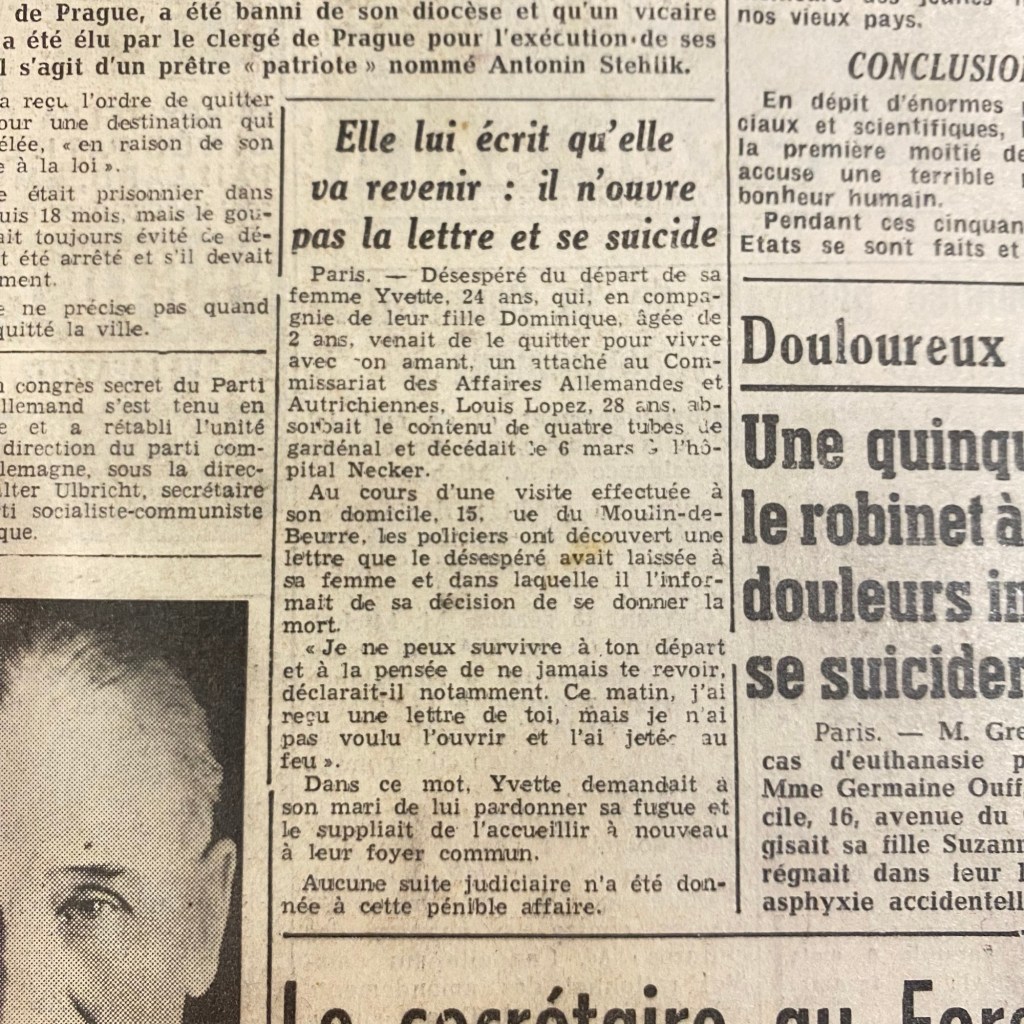 de Prague, a été banni de son diocèse et qu'un vicaire
a été élu par le clergé de Prague pour l'exécution de ses
l s'agit d'un prêtre « patriote » nommé Antonin Stehlik.
a reçu l'ordre de quitter
our une destination qui
élée, « en raison de son
e à la loi ».
e était prisonnier dans
uis 18 mois, mais le gou-
ait toujours évité de dé-
t été arrêté et s'il devait
ment.
e ne précise pas quand
quitté la ville.
n congrès secret du Parti
llemand s'est tenu en
e et a rétabli l'unité
direction du parti com-
lemagne, sous la direc-
lter Ulbricht, secrétaire
ti socialiste-communiste
que.
Elle lui écrit qu'elle
va revenir : il n'ouvre
pas la lettre et se suicide
Paris. — Désespéré du départ de sa
femme Yvette, 24 ans, qui, en compa-
gnie de leur fille Dominique, âgée de
2 ans, venait de le quitter pour vivre
avec son amant, un attaché au Com-
missariat des Affaires Allemandes et
Autrichiennes, Louis Lopez, 28 ans, ab-
sorbait le contenu de quatre tubes de
gardénal et décédait le 6 mars à l'hô-
pital Necker.
Au cours d'une visite effectuée à
son domicile, 15, rue du Moulin-de-
Beurre, les policiers ont découvert une
lettre que le désespéré avait laissée à
sa femme et dans laquelle il l'infor-
mait de sa décision de se donner la
mort.
« Je ne peux survivre à ton départ
et à la pensée de ne jamais te revoir,
déclarait-il notamment. Ce matin, j'ai
reçu une lettre de toi, mais je n'ai
pas voulu l'ouvrir et l'ai jetée au
feu ».
Dans ce mot, Yvette demandait à
son mari de lui pardonner sa fugue et
le suppliait de l'accueillir à nouveau
à leur foyer commun.
Aucune suite judiciaire n'a été don-
née à cette pénible affaire.
nos vieux pays.
CONCLUSIO
En dépit d'énormes
ciaux et scientifiques,
la première moitié de
accuse une terrible
bonheur humain.
Pendant ces cinquan
Etats se sont faits et
Douloureux
Une quinqu
le robinet à
douleurs in
se suicider
Paris. — M. Gre
cas d'euthanasie p
Mme Germaine Ouff
cile, 16, avenue du
gisait sa fille Suzann
régnait dans leur l
asphyxie accidentell
Le secrétaire au Fore